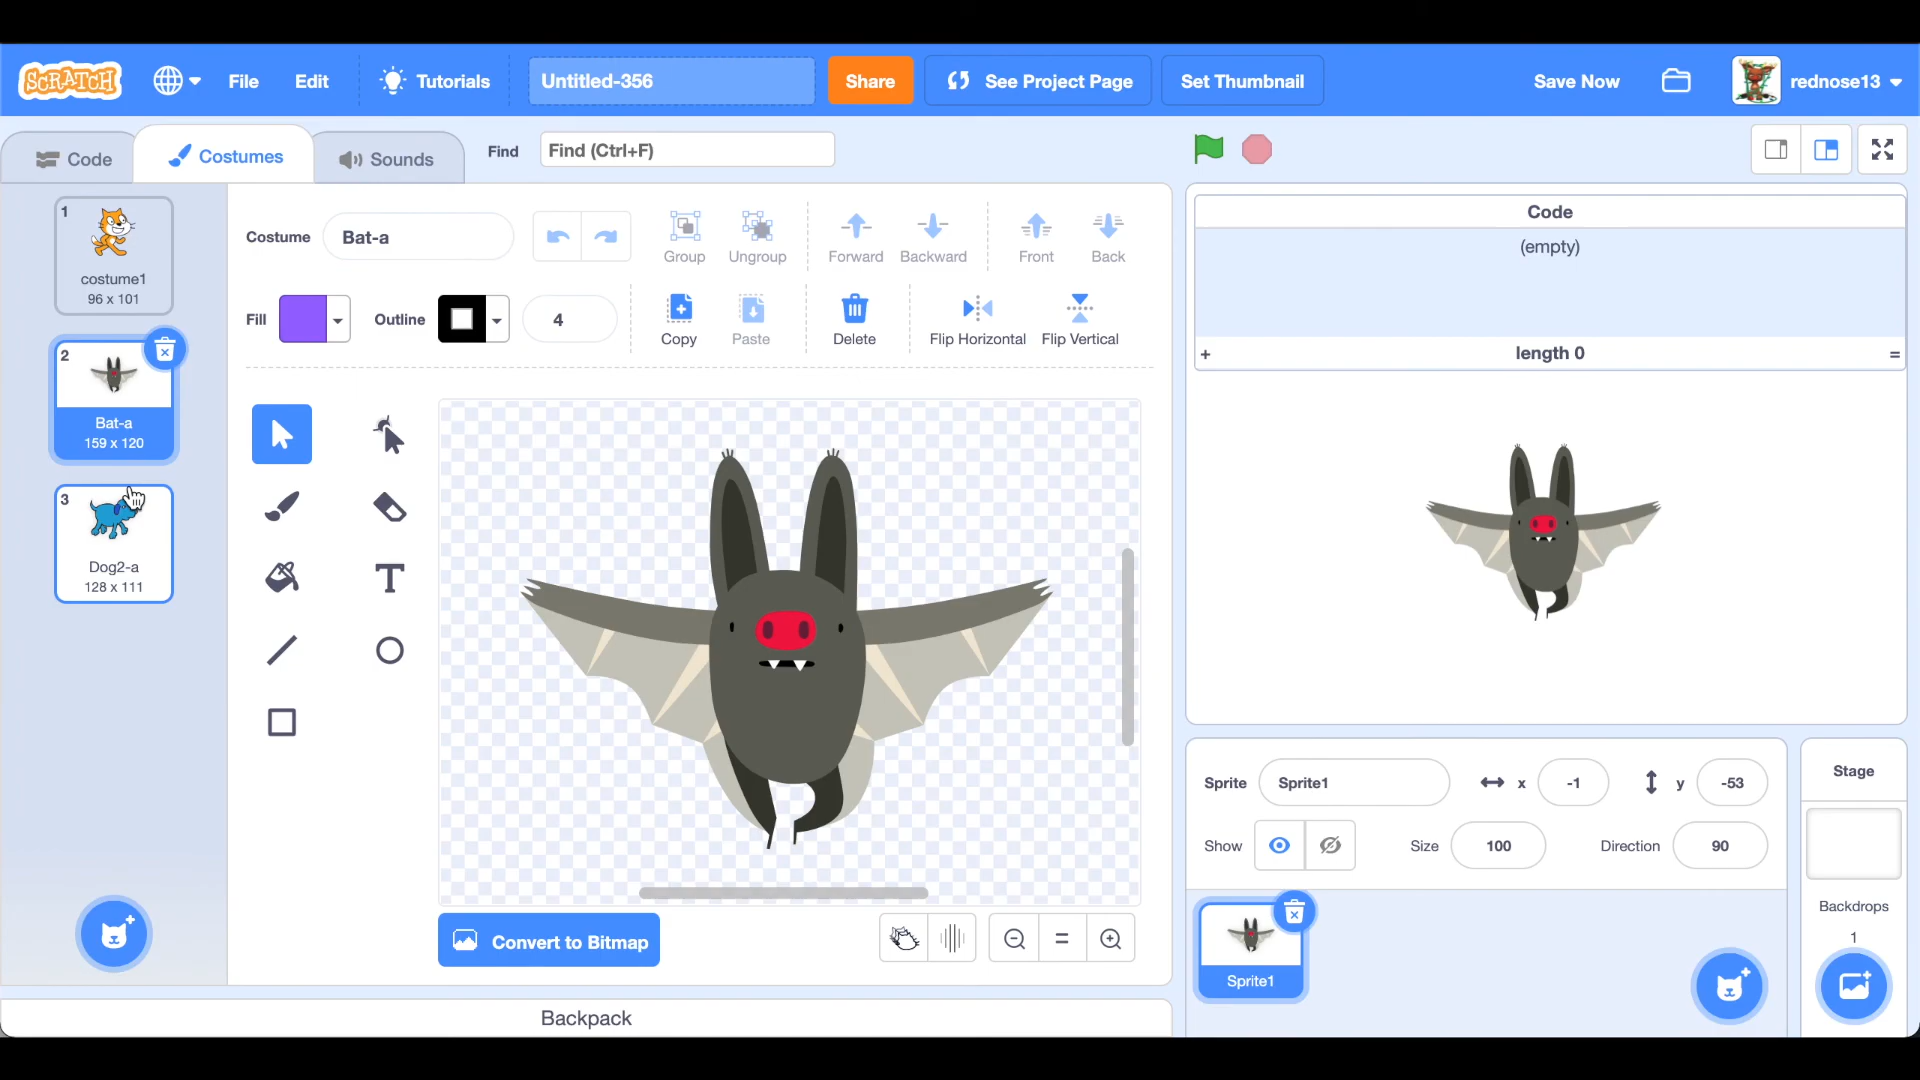 SCRATCH File Edit Tutorials Untitled-356 Share See Project Page Set Thumbnail Save Now rednose13
Code Costumes Sounds Find Find (Ctrl+F)
1
costume1
96 x 101
2
Bat-a
159 x 120
3
Dog2-a
128 x 111
Costume Bat-a Group Ungroup Forward Backward Front Back
Fill Outline 4 Copy Paste Delete Flip Horizontal Flip Vertical
T
Convert to Bitmap
Backpack
Code
(empty)
+ length 0 =
Sprite Sprite1 x -1 y -53
Show Size 100 Direction 90
Sprite1
Stage
Backdrops
1